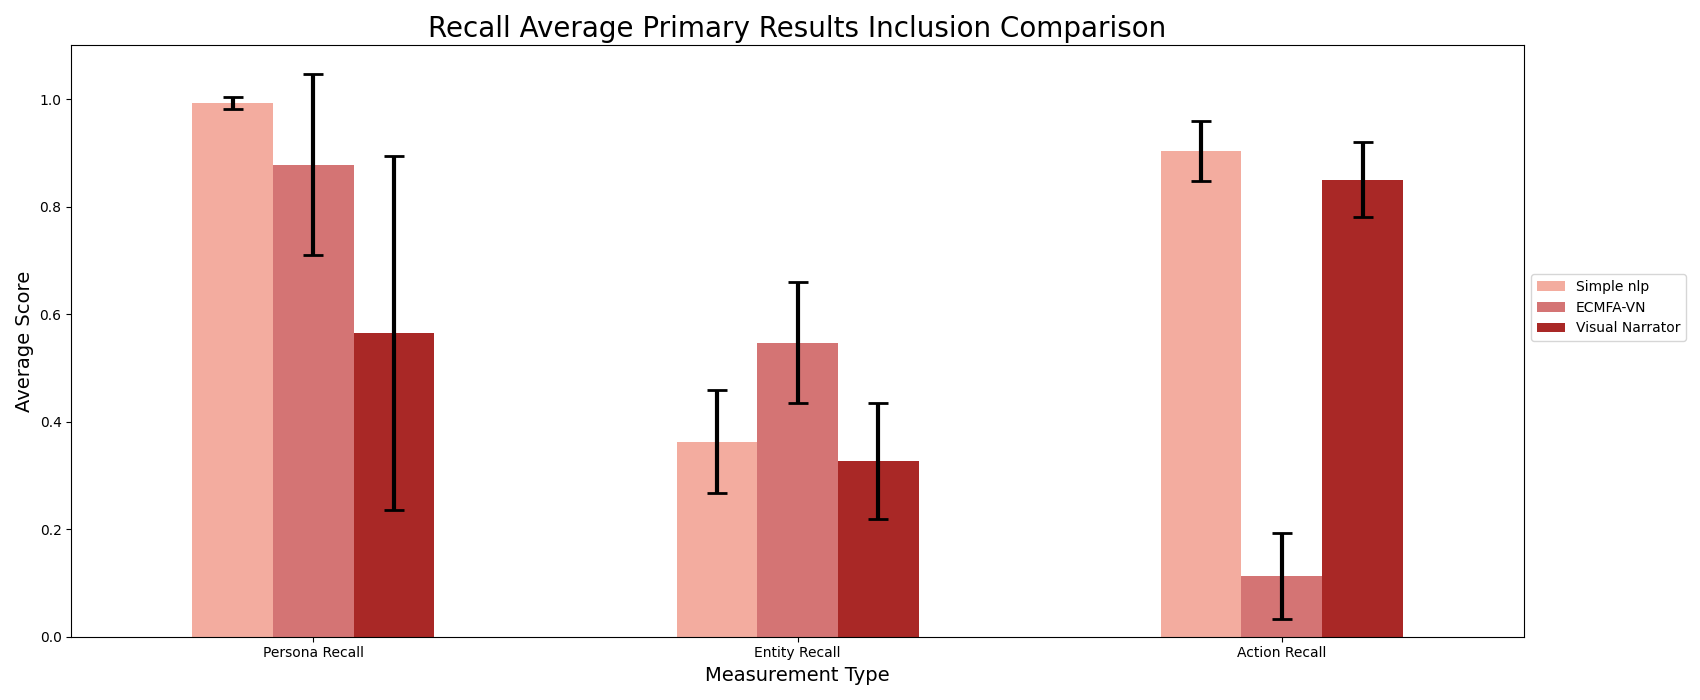 Recall Average Primary Results Inclusion Comparison
Average Score
1.0
0.8
0.6
0.4
0.2
0.0
Persona Recall
Entity Recall
Action Recall
Measurement Type
Simple nlp
ECMFA-VN
Visual Narrator